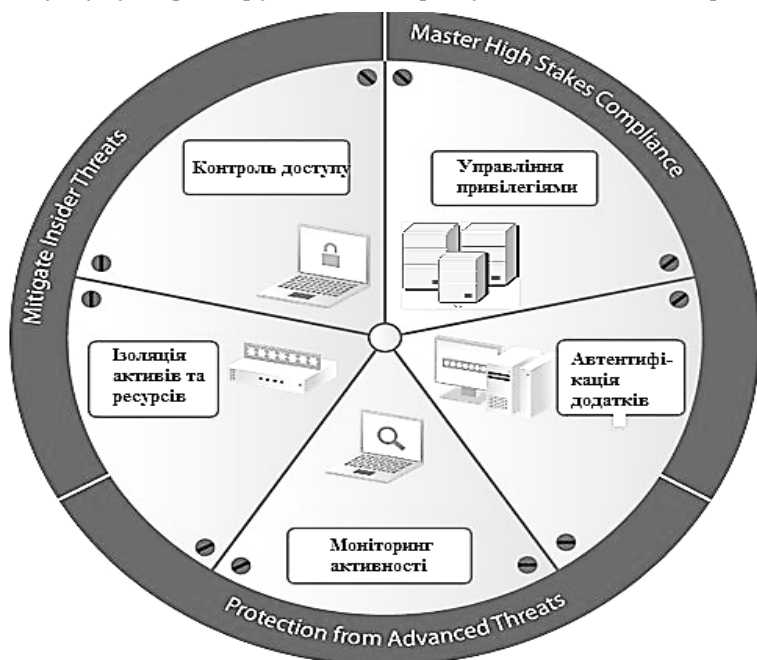 Master High Stakes Compliance
Mitigate Insider Threats
Контроль доступу
Управління
привілегіями
Ізоляція
активів та
ресурсів
Автентифі-
кація
додатків
Моніторинг
активності
Protection from Advanced Threats